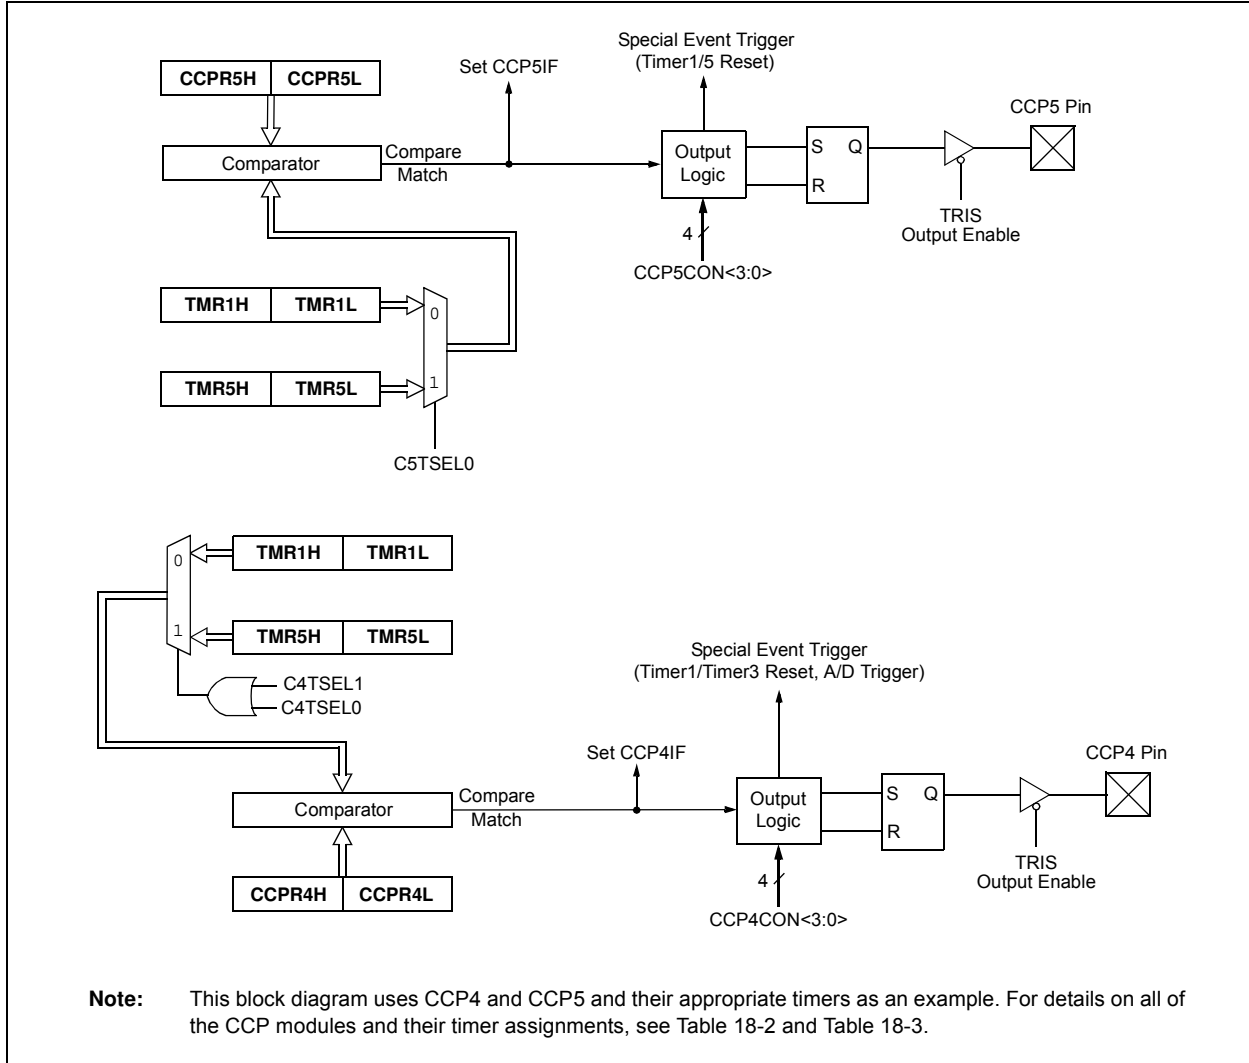 Special Event Trigger
(Timer1/5 Reset)
Set CCP5IF
CCPR5H CCPR5L
CCP5 Pin
Comparator
Compare
Match
Output
Logic
S Q
R
TRIS
Output Enable
4
CCP5CON<3:0>
TMR1H TMR1L
0
TMR5H TMR5L
1
C5TSEL0
0
TMR1H TMR1L
1
TMR5H TMR5L
C4TSEL1
C4TSEL0
Special Event Trigger
(Timer1/Timer3 Reset, A/D Trigger)
Set CCP4IF
CCP4 Pin
Comparator
Compare
Match
Output
Logic
S Q
R
TRIS
Output Enable
4
CCPR4H CCPR4L
CCP4CON<3:0>
Note: This block diagram uses CCP4 and CCP5 and their appropriate timers as an example. For details on all of
the CCP modules and their timer assignments, see Table 18-2 and Table 18-3.